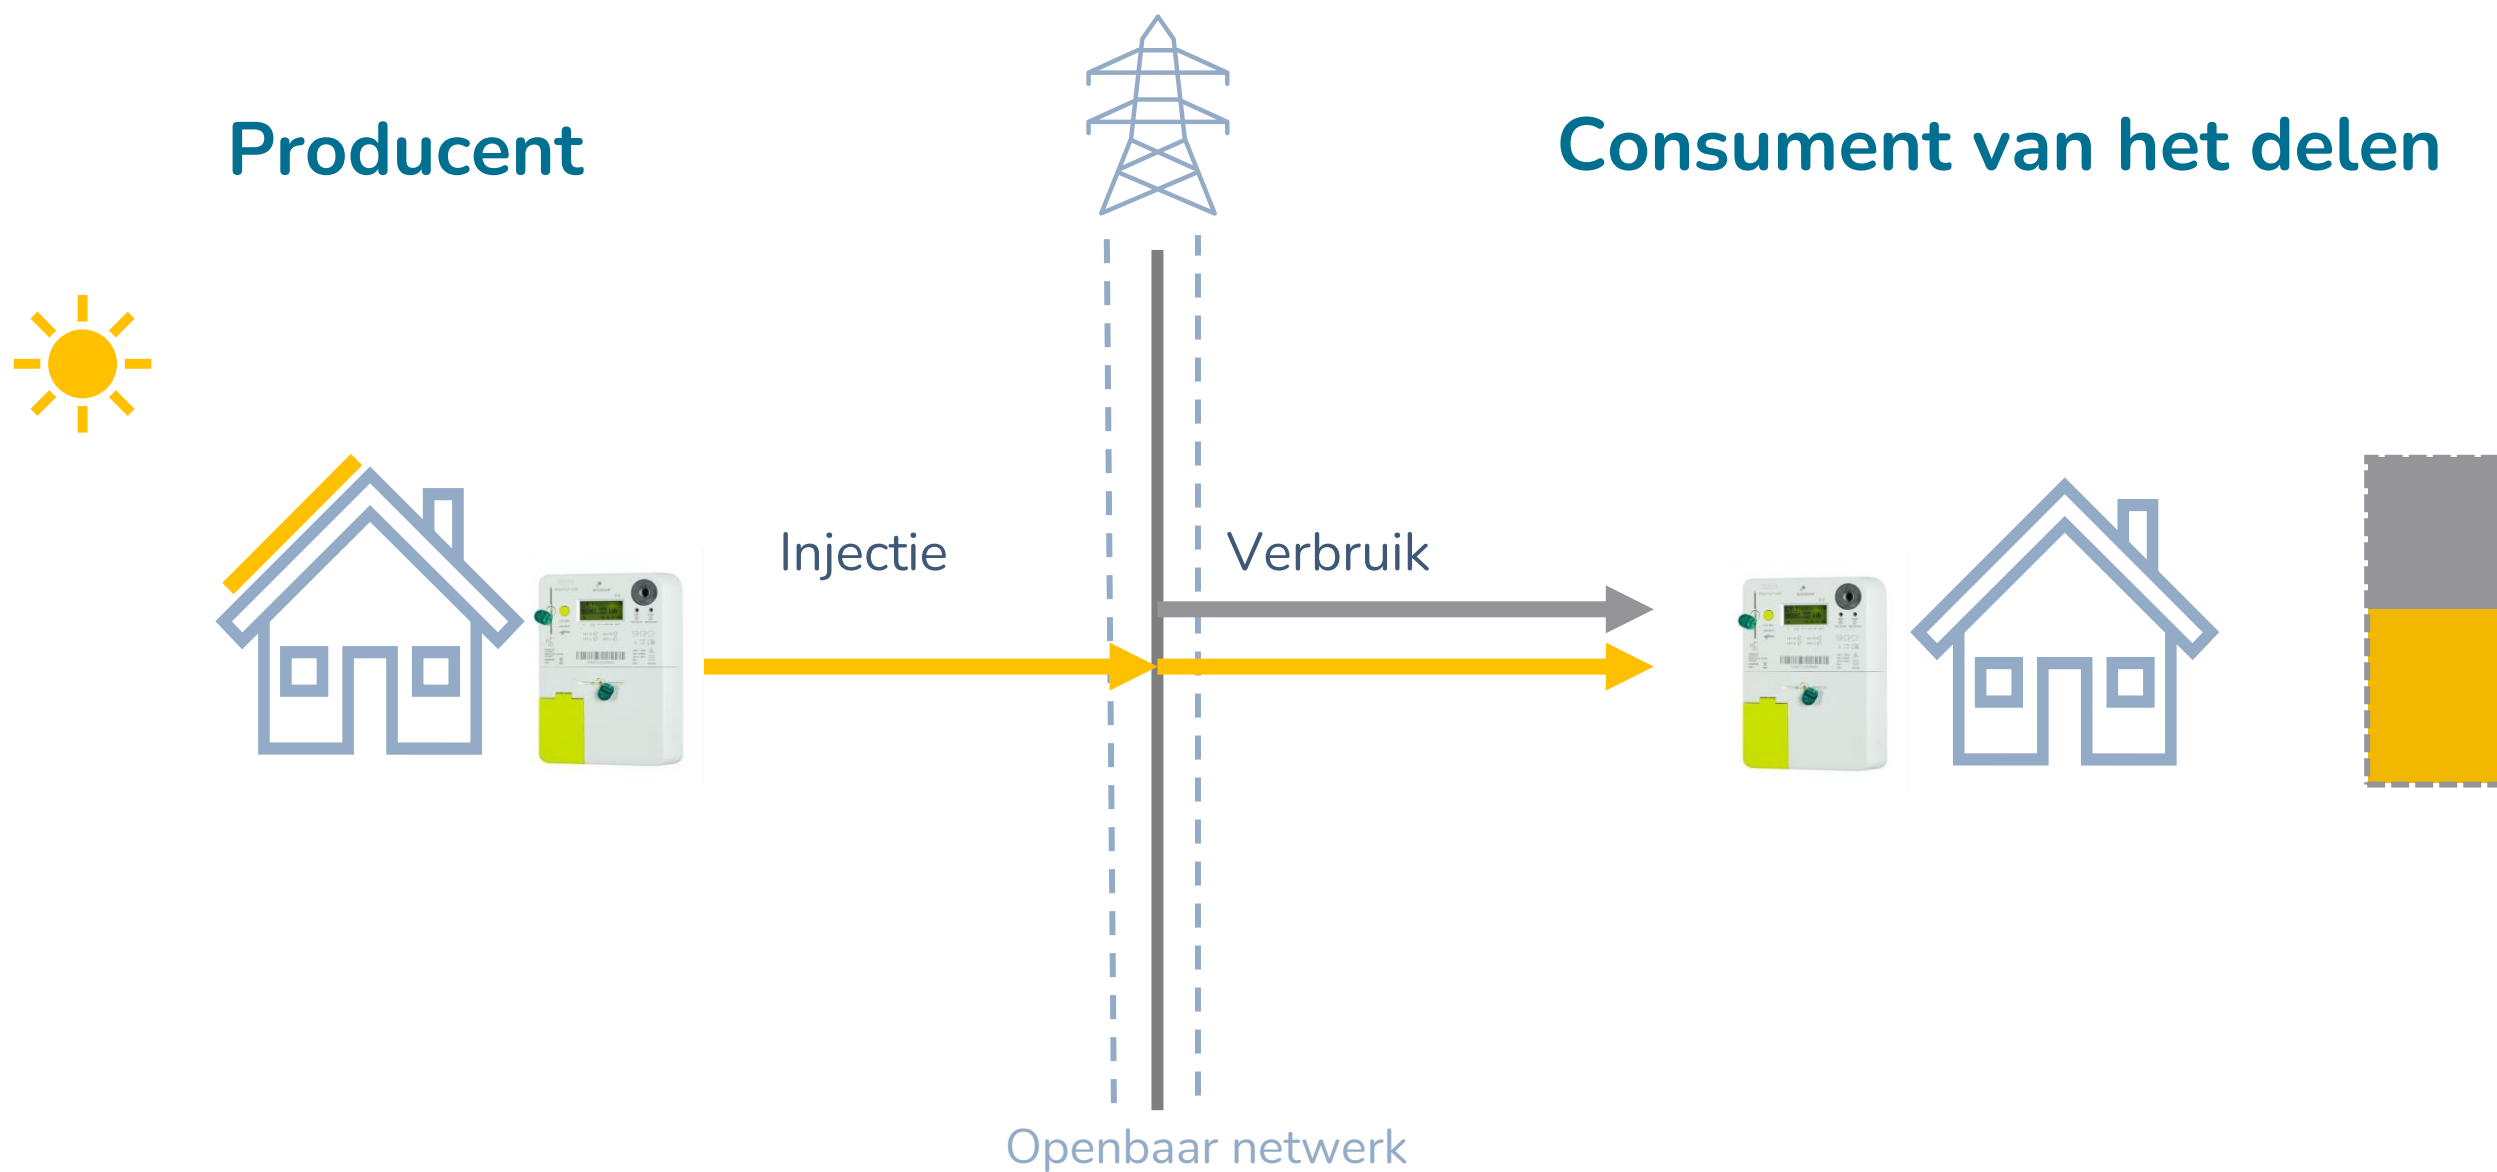 Producent
Consument van het delen
Injectie
Verbruik
Openbaar netwerk